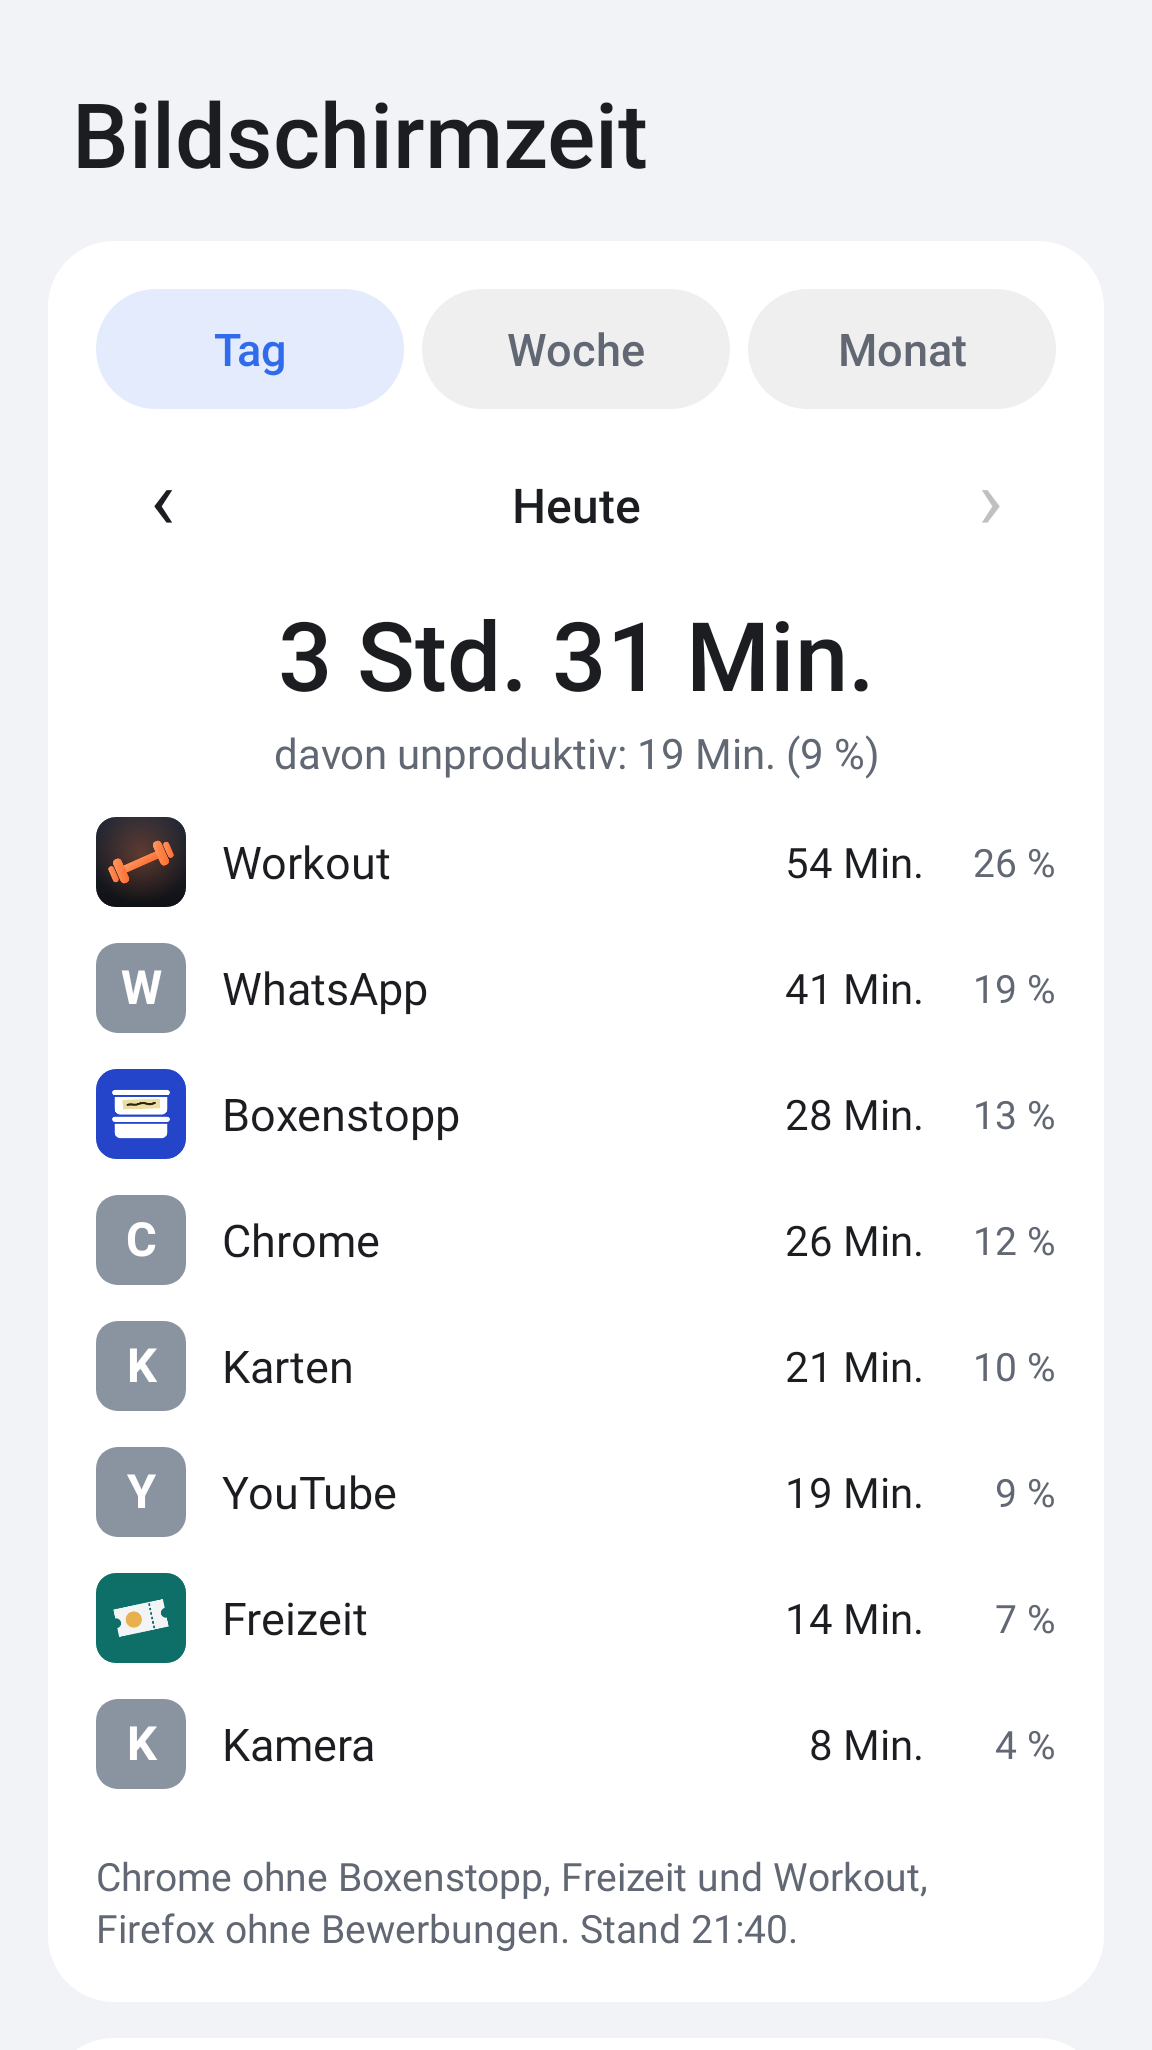 Bildschirmzeit
Tag Woche Monat
‹ Heute ›
3 Std. 31 Min.
davon unproduktiv: 19 Min. (9 %)
Workout 54 Min. 26 %
W WhatsApp 41 Min. 19 %
Boxenstopp 28 Min. 13 %
C Chrome 26 Min. 12 %
K Karten 21 Min. 10 %
Y YouTube 19 Min. 9 %
Freizeit 14 Min. 7 %
K Kamera 8 Min. 4 %
Chrome ohne Boxenstopp, Freizeit und Workout,
Firefox ohne Bewerbungen. Stand 21:40.